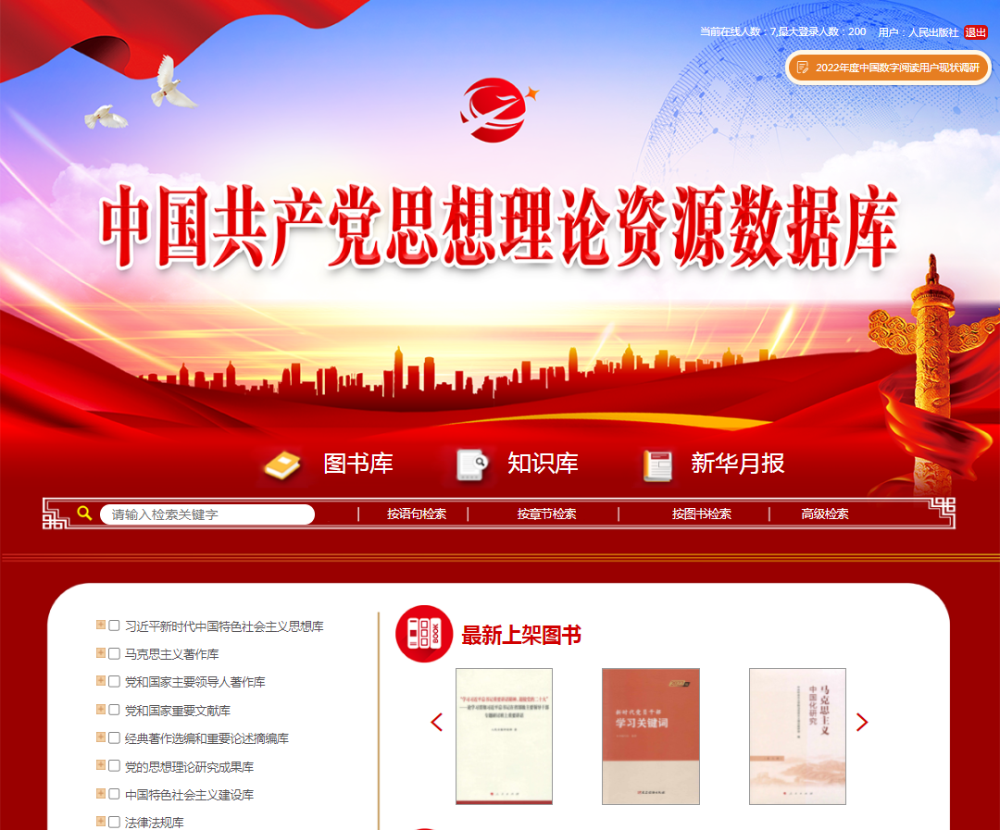 当前在线人数：7,最大登录人数：200 用户：人民出版社 退出
2022年度中国数字阅读用户现状调研
中国共产党思想理论资源数据库
图书库 知识库 新华月报
请输入检索关键字 按语句检索 按章节检索 按图书检索 高级检索
习近平新时代中国特色社会主义思想库
马克思主义著作库
党和国家主要领导人著作库
党和国家重要文献库
经典著作选编和重要论述摘编库
党的思想理论研究成果库
中国特色社会主义建设库
法律法规库
BOOK
最新上架图书
新时代党员干部
学习关键词
马克思主义
中国化研究